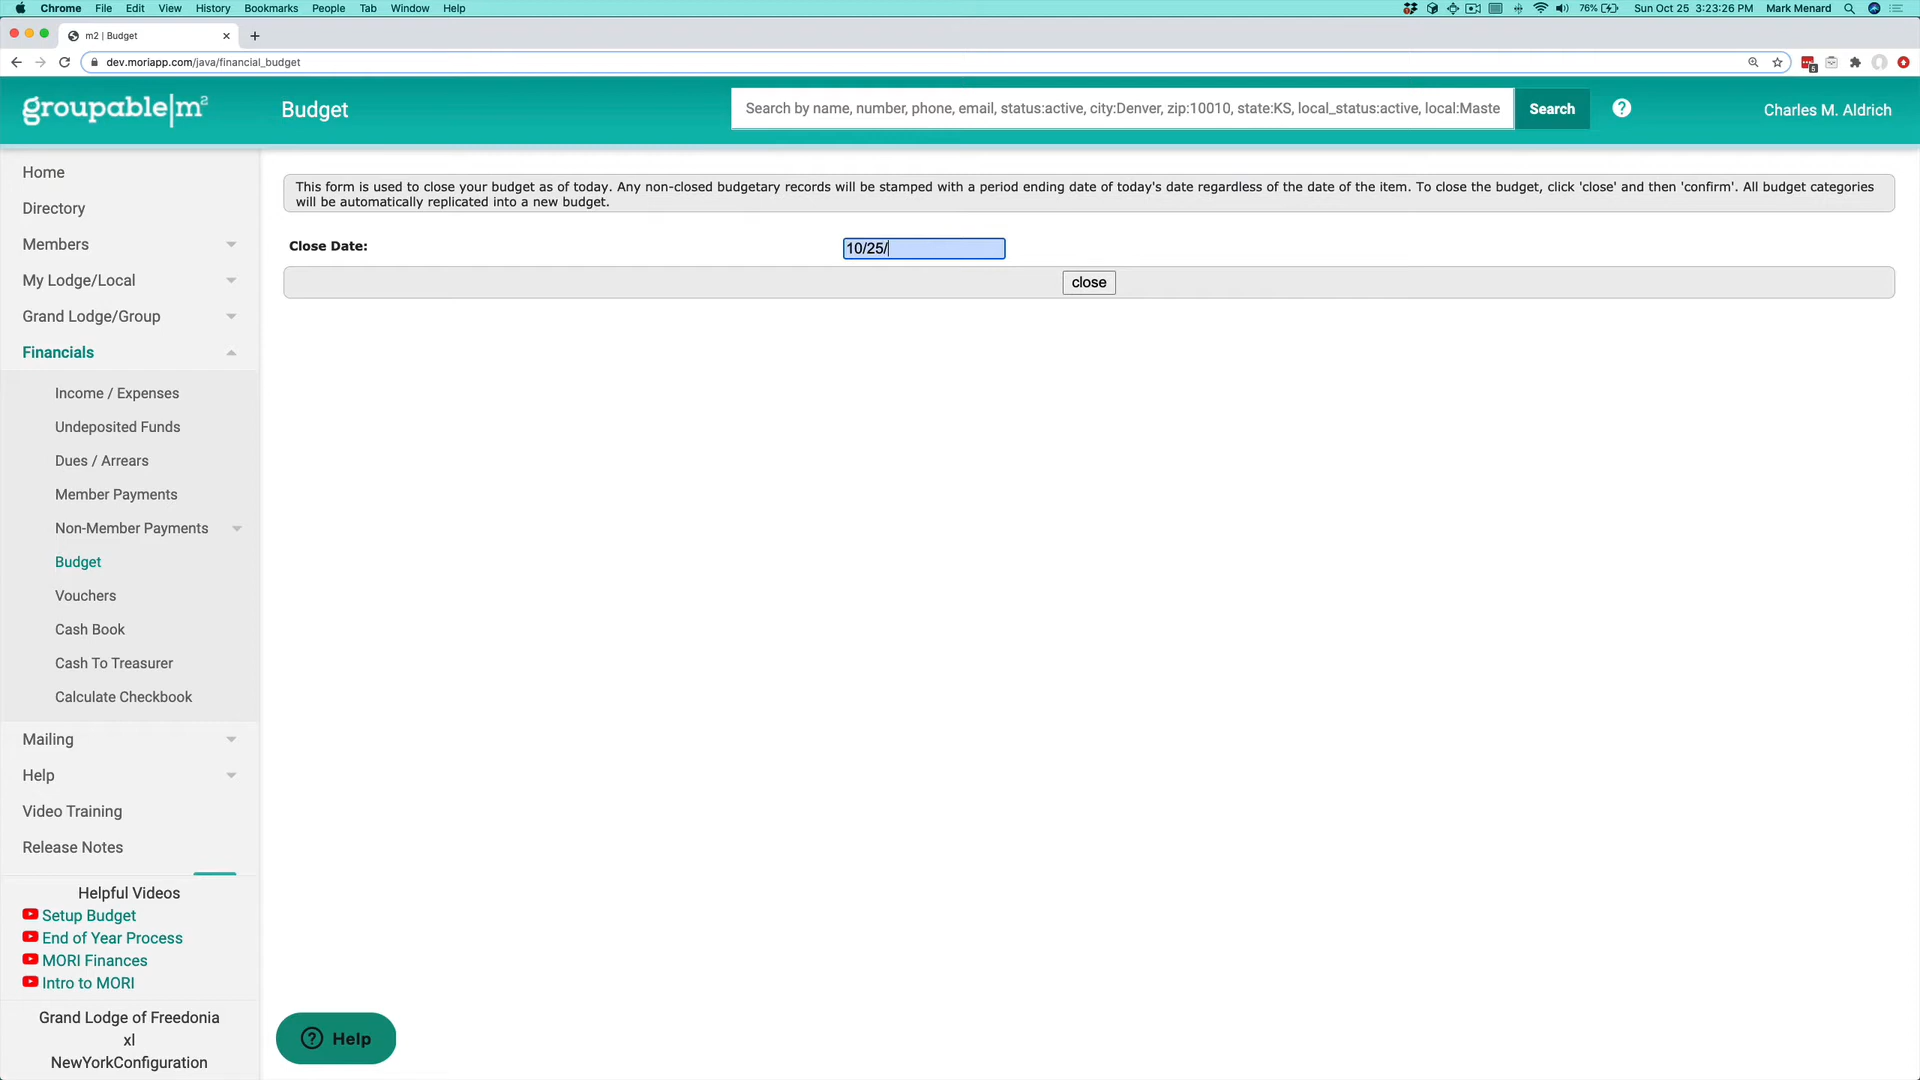 Chrome File Edit View History Bookmarks People Tab Window Help 76% Sun Oct 25 3:23:26 PM Mark Menard
m2 | Budget
dev.moriapp.com/java/financial_budget
groupable|m² Budget Search by name, number, phone, email, status:active, city:Denver, zip:10010, state:KS, local_status:active, local:Maste Search Charles M. Aldrich
Home
Directory
Members
My Lodge/Local
Grand Lodge/Group
Financials
Income / Expenses
Undeposited Funds
Dues / Arrears
Member Payments
Non-Member Payments
Budget
Vouchers
Cash Book
Cash To Treasurer
Calculate Checkbook
Mailing
Help
Video Training
Release Notes
Helpful Videos
Setup Budget
End of Year Process
MORI Finances
Intro to MORI
Grand Lodge of Freedonia
xl
NewYorkConfiguration
This form is used to close your budget as of today. Any non-closed budgetary records will be stamped with a period ending date of today's date regardless of the date of the item. To close the budget, click 'close' and then 'confirm'. All budget categories
will be automatically replicated into a new budget.
Close Date: 10/25/
close
? Help